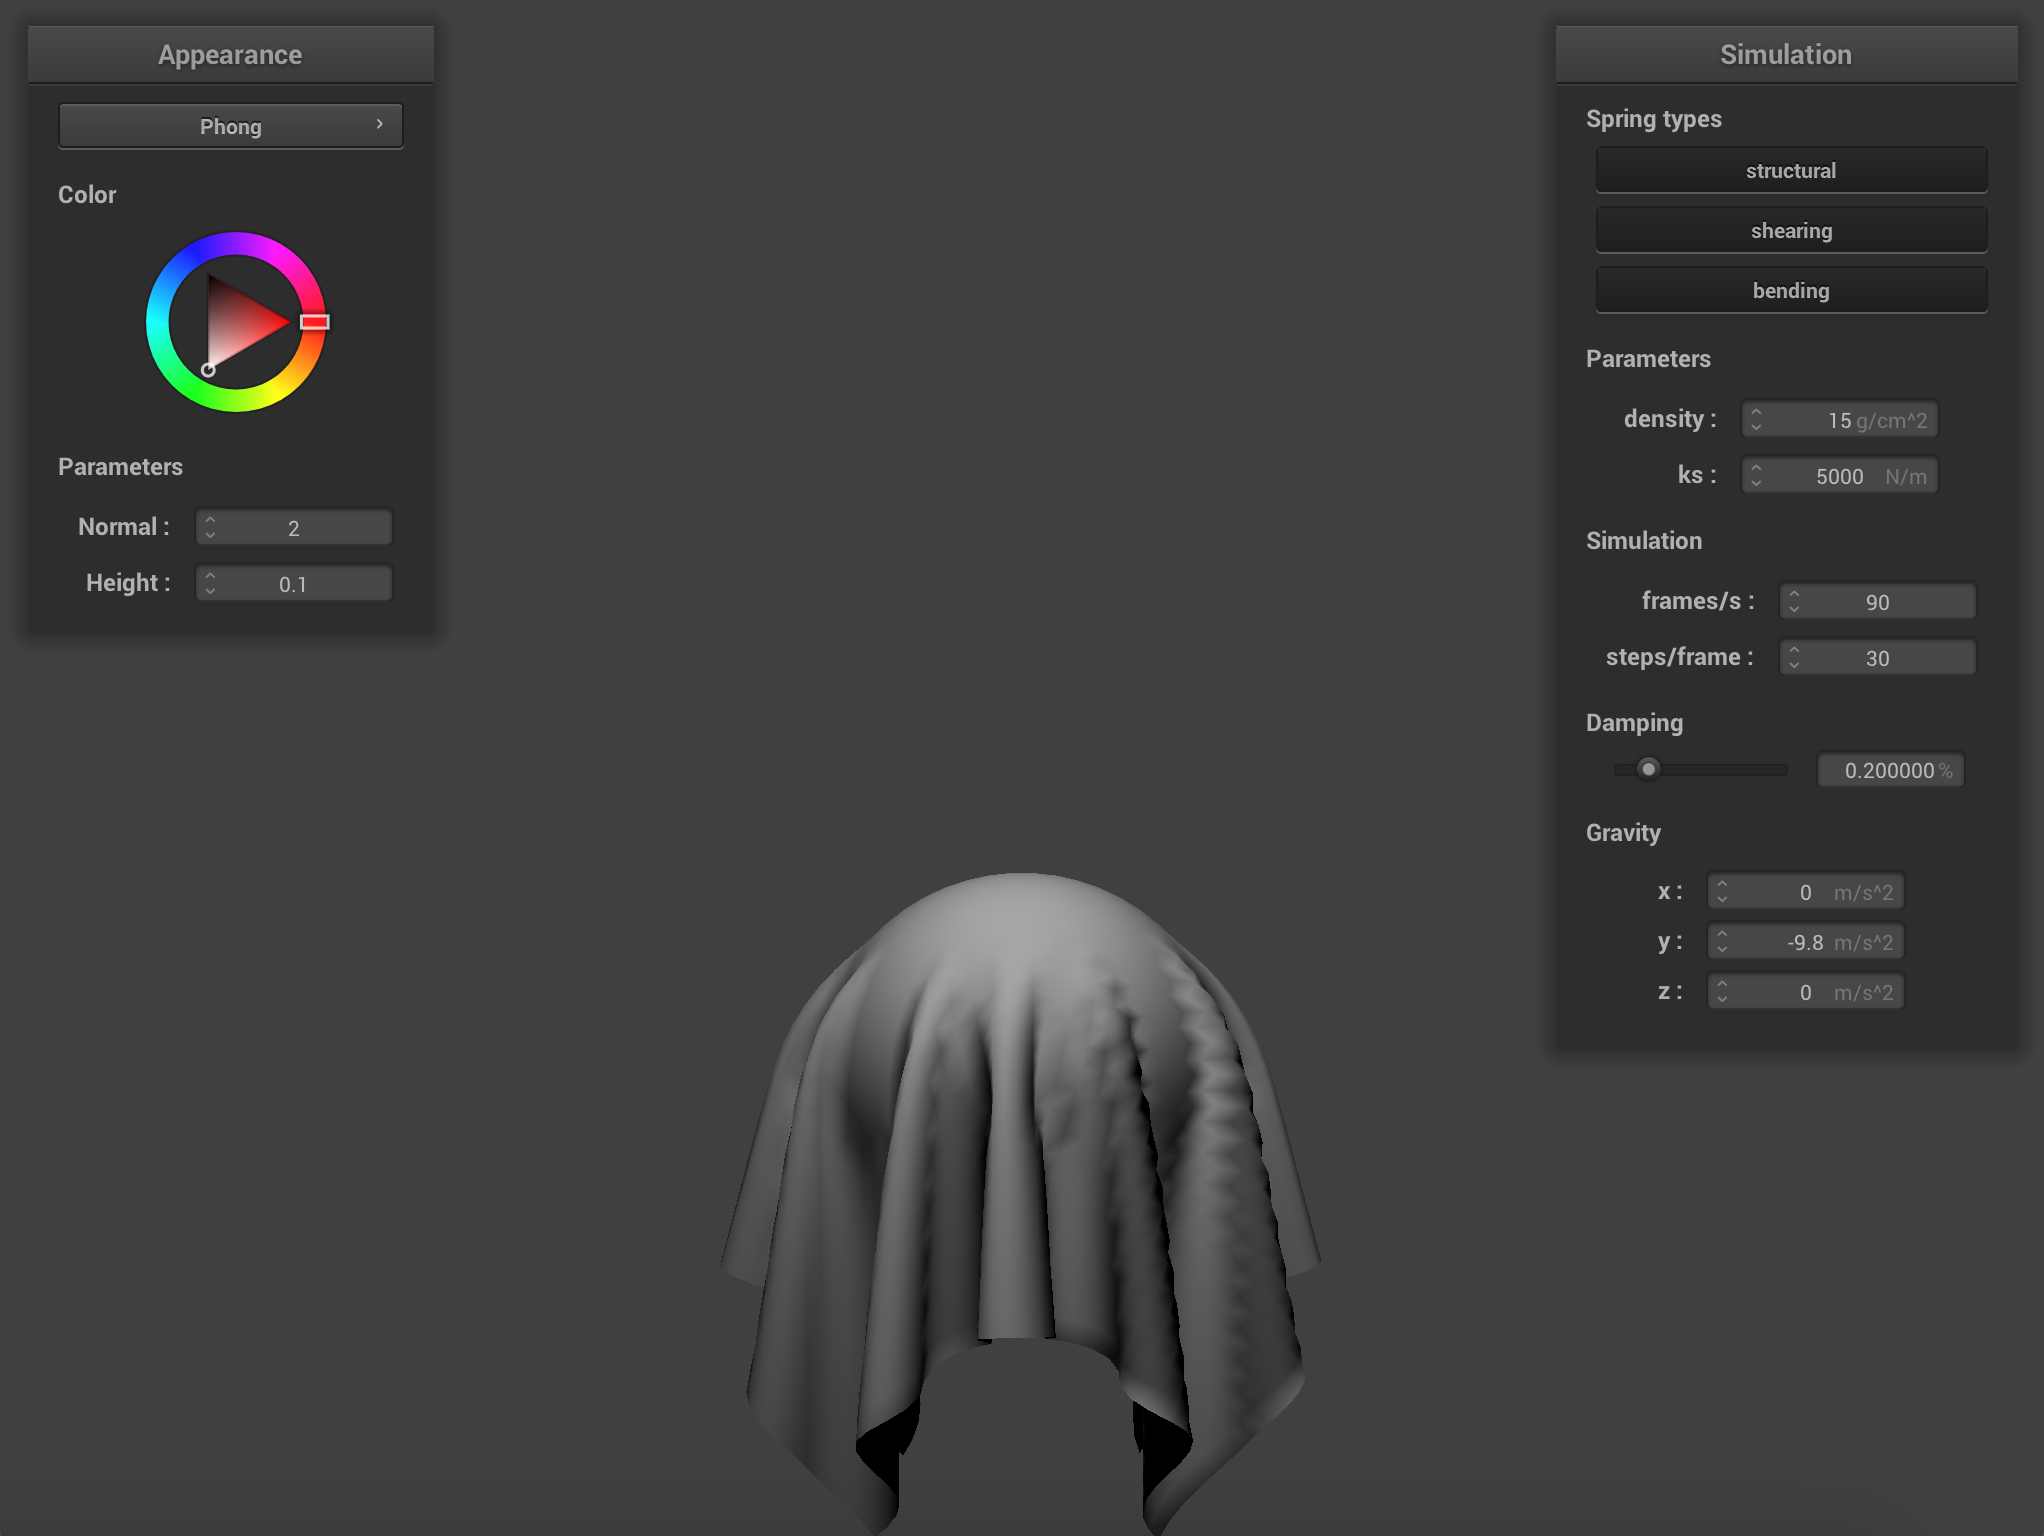 Appearance
Phong
Color
Parameters
Normal : 2
Height : 0.1
Simulation
Spring types
structural
shearing
bending
Parameters
density : 15 g/cm^2
ks : 5000 N/m
Simulation
frames/s : 90
steps/frame : 30
Damping
0.200000 %
Gravity
x : 0 m/s^2
y : -9.8 m/s^2
z : 0 m/s^2